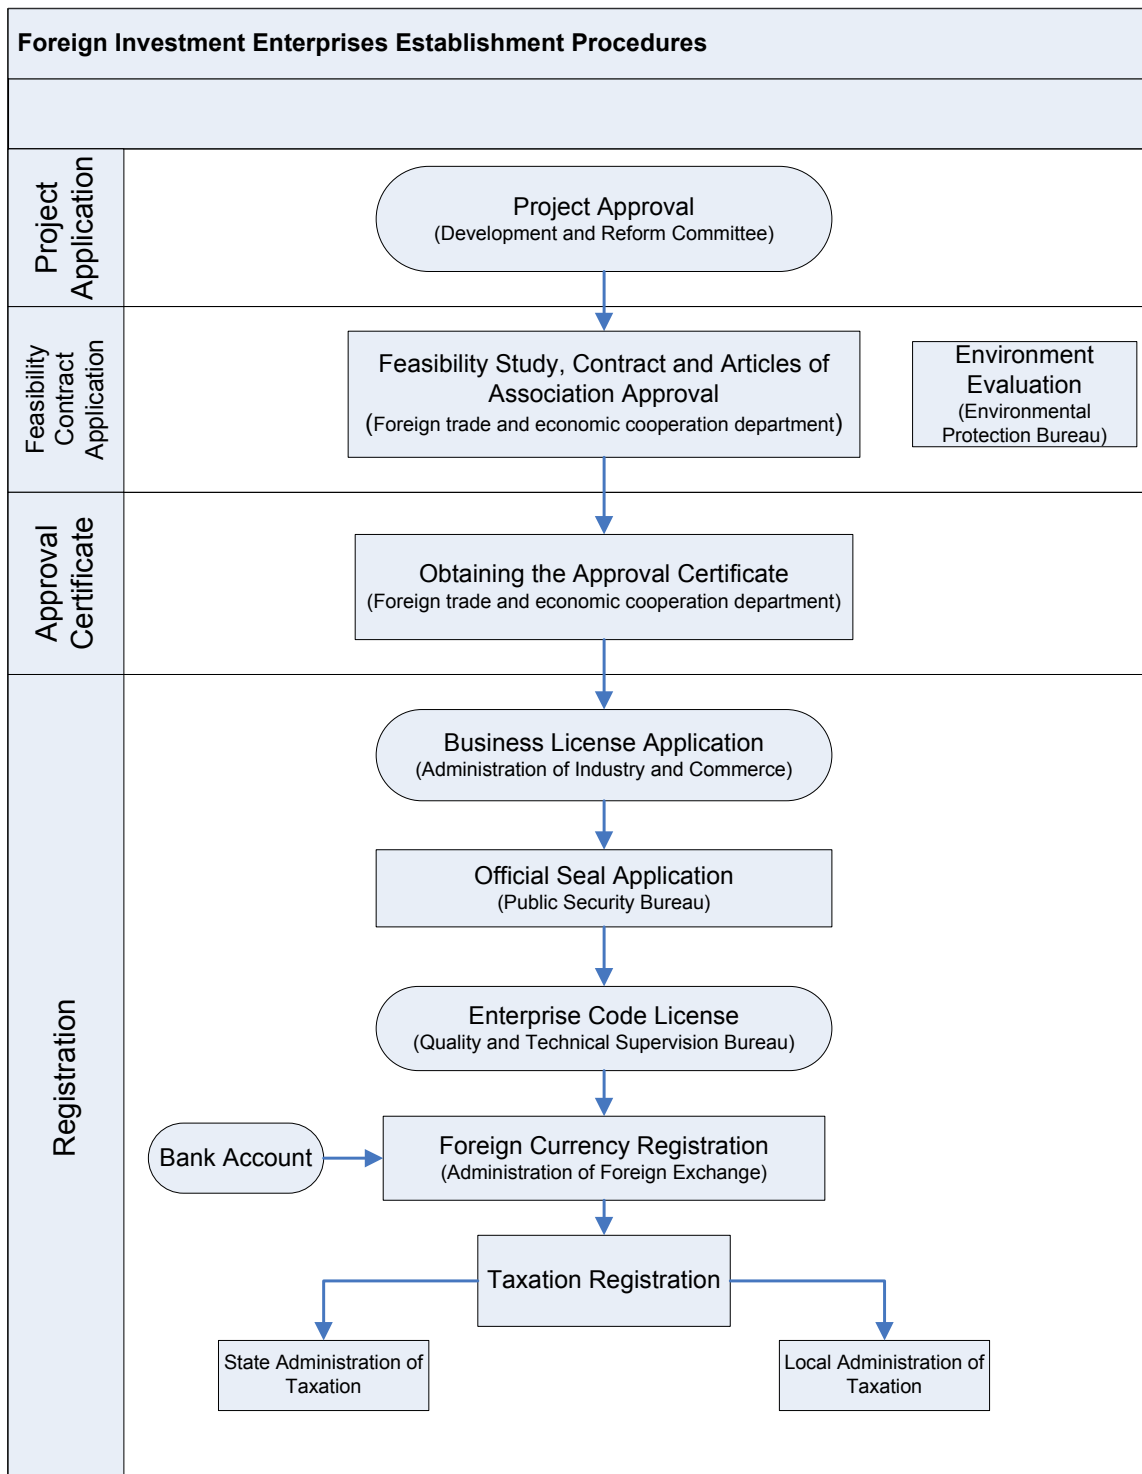 Foreign Investment Enterprises Establishment Procedures
Project
Application
Project Approval
(Development and Reform Committee)
Feasibility
Contract
Application
Feasibility Study, Contract and Articles of
Association Approval
(Foreign trade and economic cooperation department)
Environment
Evaluation
(Environmental
Protection Bureau)
Approval
Certificate
Obtaining the Approval Certificate
(Foreign trade and economic cooperation department)
Registration
Business License Application
(Administration of Industry and Commerce)
Official Seal Application
(Public Security Bureau)
Enterprise Code License
(Quality and Technical Supervision Bureau)
Bank Account
Foreign Currency Registration
(Administration of Foreign Exchange)
Taxation Registration
State Administration of
Taxation
Local Administration of
Taxation